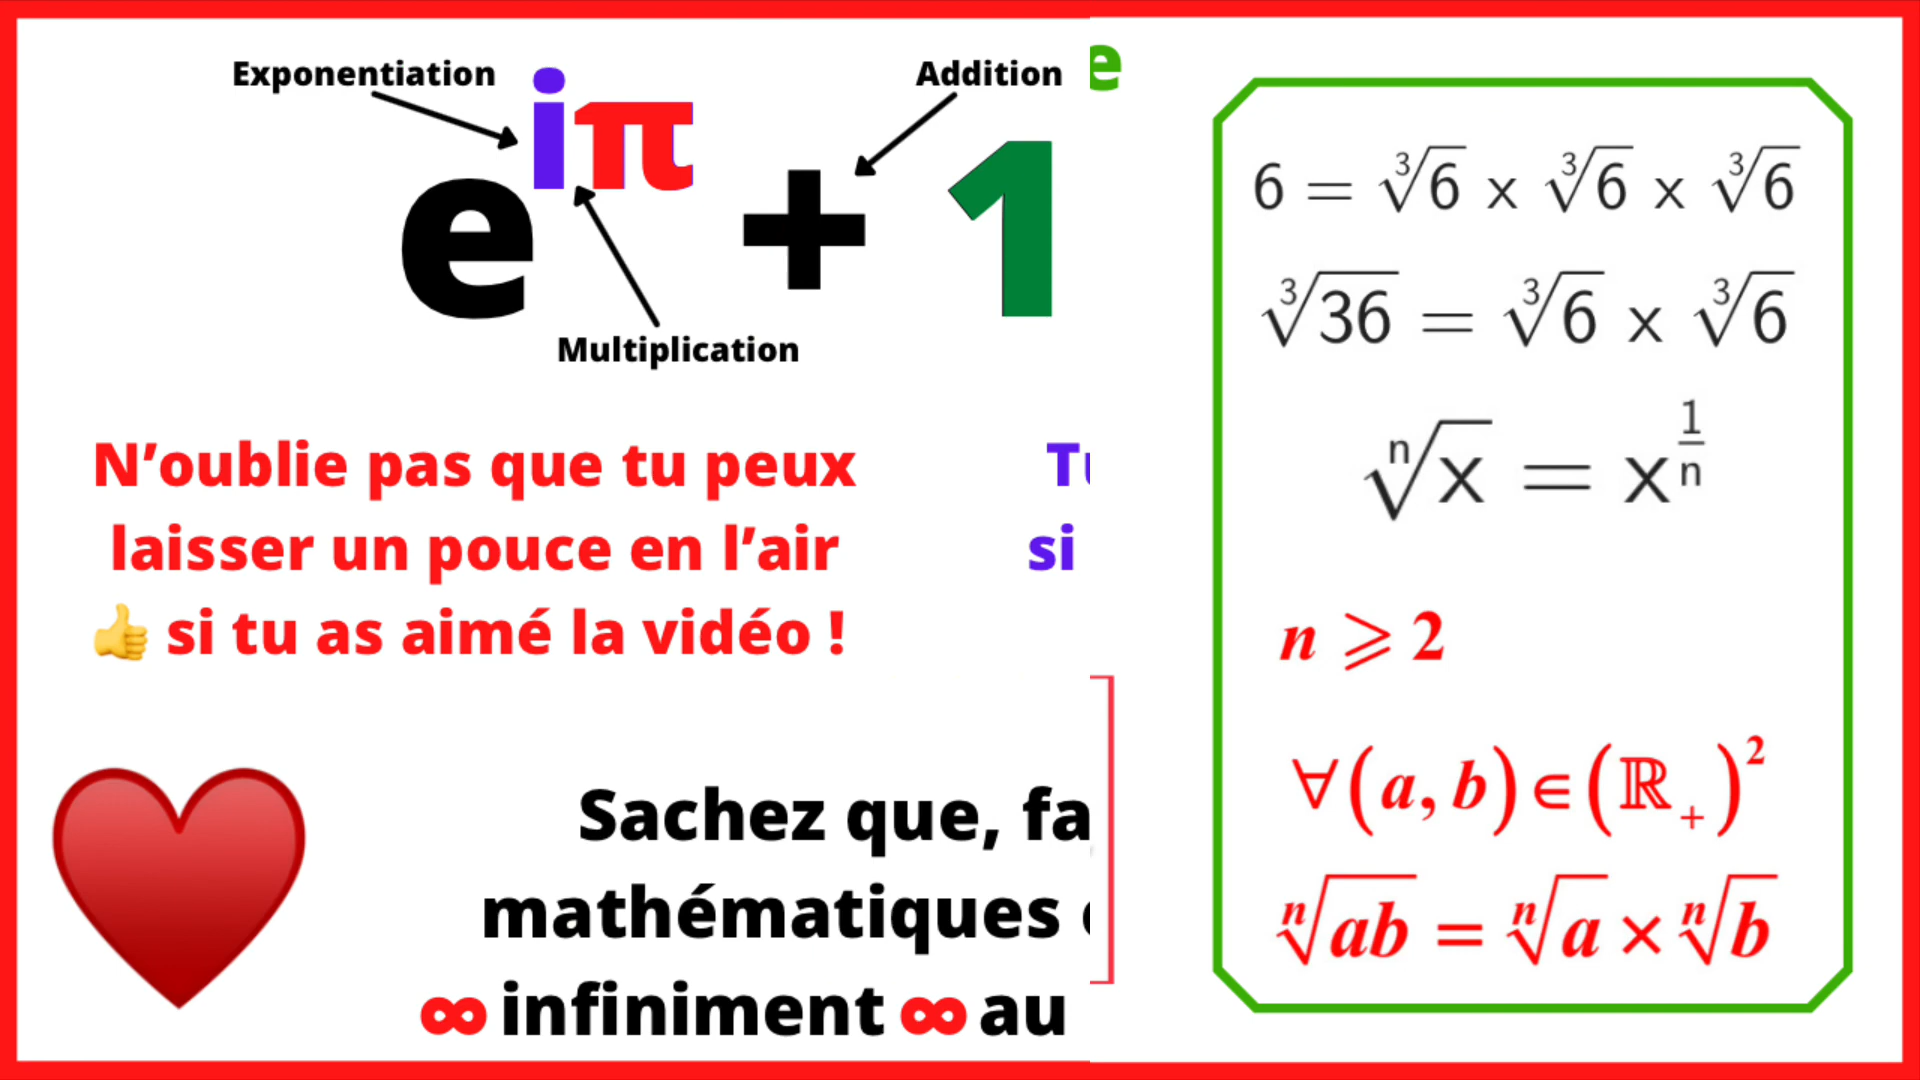 Exponentiation
Addition
e^{iπ} + 1
Multiplication
N’oublie pas que tu peux
laisser un pouce en l’air
👍 si tu as aimé la vidéo !
si
Sachez que,
mathématiques
∞ infiniment ∞ au
e
6 = ∛6 x ∛6 x ∛6
∛36 = ∛6 x ∛6
ⁿ√x = x^{1/n}
n ⩾ 2
∀(a, b) ∈ (ℝ₊)²
ⁿ√ab = ⁿ√a × ⁿ√b